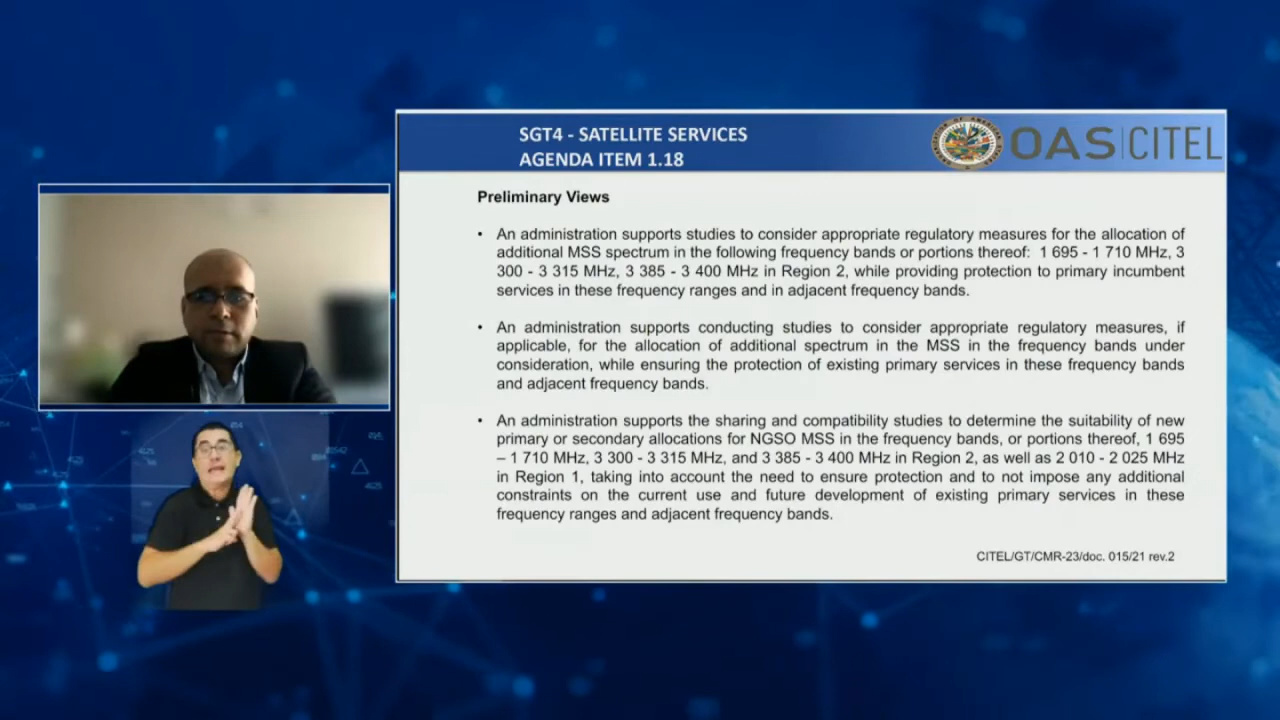 SGT4 - SATELLITE SERVICES
AGENDA ITEM 1.18
OAS|CITEL
Preliminary Views
• An administration supports studies to consider appropriate regulatory measures for the allocation of
additional MSS spectrum in the following frequency bands or portions thereof: 1 695 - 1 710 MHz, 3
300 - 3 315 MHz, 3 385 - 3 400 MHz in Region 2, while providing protection to primary incumbent
services in these frequency ranges and in adjacent frequency bands.
• An administration supports conducting studies to consider appropriate regulatory measures, if
applicable, for the allocation of additional spectrum in the MSS in the frequency bands under
consideration, while ensuring the protection of existing primary services in these frequency bands
and adjacent frequency bands.
• An administration supports the sharing and compatibility studies to determine the suitability of new
primary or secondary allocations for NGSO MSS in the frequency bands, or portions thereof, 1 695
– 1 710 MHz, 3 300 - 3 315 MHz, and 3 385 - 3 400 MHz in Region 2, as well as 2 010 - 2 025 MHz
in Region 1, taking into account the need to ensure protection and to not impose any additional
constraints on the current use and future development of existing primary services in these
frequency ranges and adjacent frequency bands.
CITEL/GT/CMR-23/doc. 015/21 rev.2